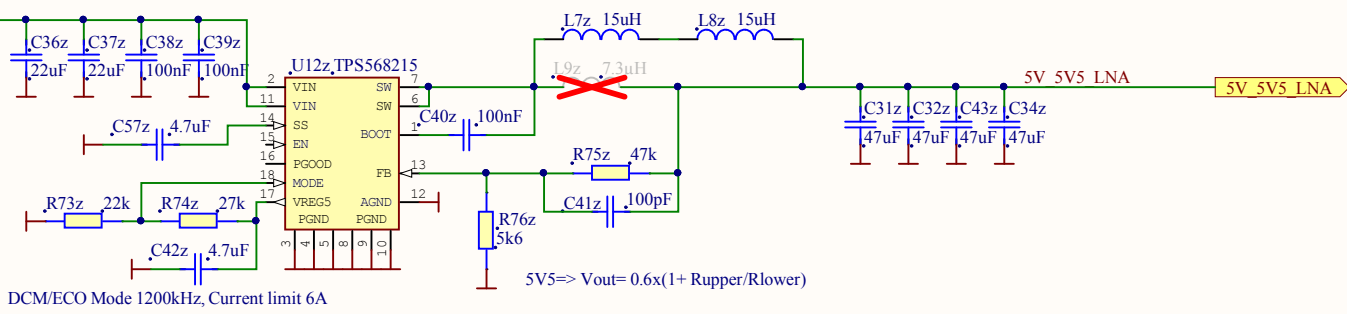 L7z 15uH L8z 15uH
C36z C37z C38z C39z
22uF 22uF 100nF 100nF
U12z TPS568215
L9z 7.3uH
2 VIN SW 7
11 VIN SW 6
14 SS
15 EN BOOT 1
16 PGOOD
18 MODE FB 13
17 VREG5 AGND 12
PGND PGND
3 4 5 8 9 10
C57z 4.7uF
C40z 100nF
R75z 47k
C41z 100pF
R76z
5k6
R73z 22k R74z 27k
C42z 4.7uF
5V_5V5_LNA
5V_5V5_LNA
C31z C32z C43z C34z
47uF 47uF 47uF 47uF
5V5=> Vout= 0.6x(1+ Rupper/Rlower)
DCM/ECO Mode 1200kHz, Current limit 6A